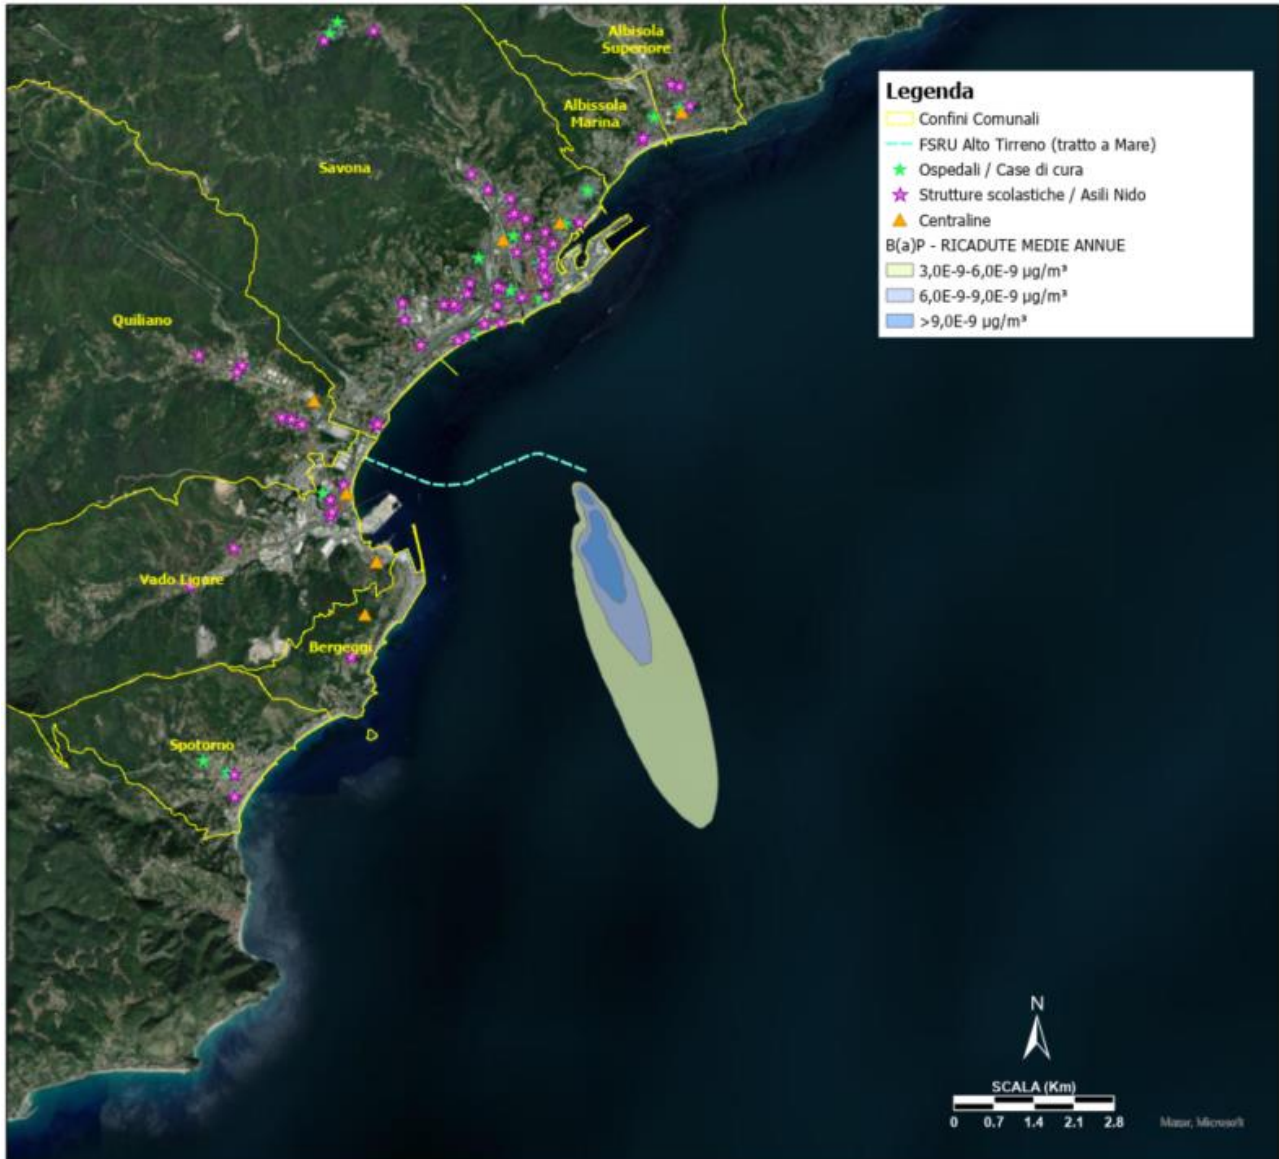 Albisola
Superiore
Albissola
Marina
Savona
Quiliano
Vado Ligure
Bergeggi
Spotorno
Legenda
Confini Comunali
FSRU Alto Tirreno (tratto a Mare)
Ospedali / Case di cura
Strutture scolastiche / Asili Nido
Centraline
B(a)P - RICADUTE MEDIE ANNUE
3,0E-9-6,0E-9 µg/m³
6,0E-9-9,0E-9 µg/m³
>9,0E-9 µg/m³
N
SCALA (Km)
0 0.7 1.4 2.1 2.8
Maxar, Microsoft